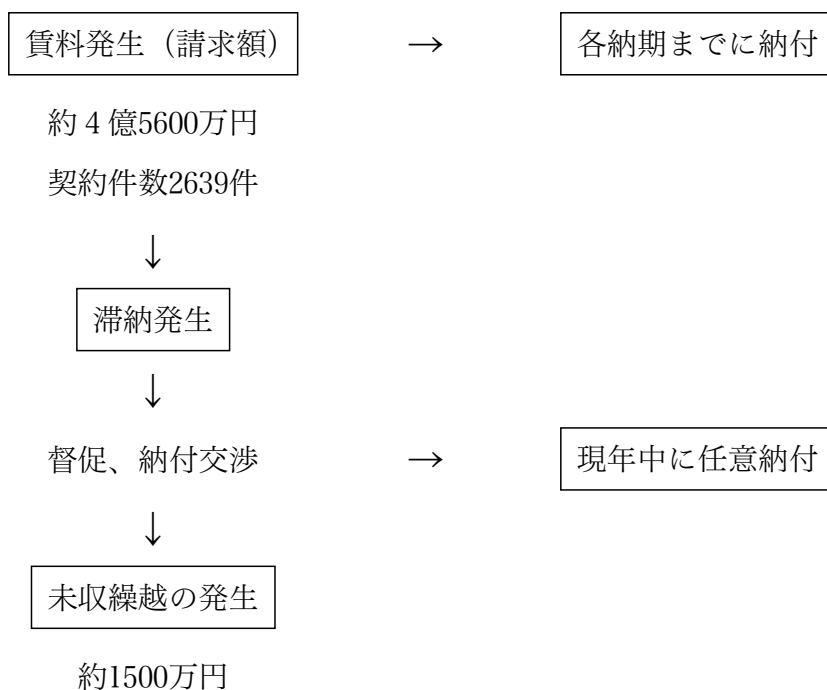 賃料発生（請求額） → 各納期までに納付
約４億5600万円
契約件数2639件
↓
滞納発生
↓
督促、納付交渉 → 現年中に任意納付
↓
未収繰越の発生
約1500万円